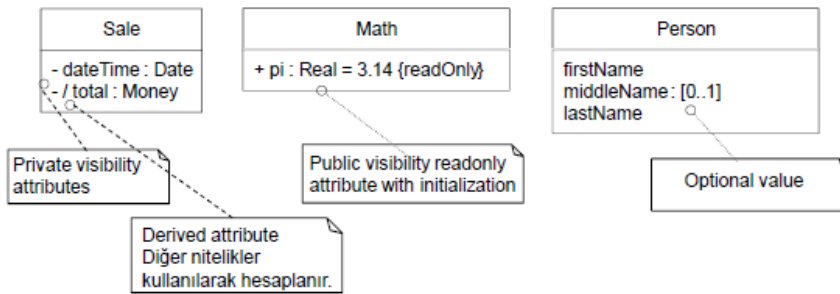 Sale
- dateTime : Date
- / total : Money
Math
+ pi : Real = 3.14 {readOnly}
Person
firstName
middleName : [0..1]
lastName
Private visibility
attributes
Public visibility readonly
attribute with initialization
Optional value
Derived attribute
Diğer nitelikler
kullanılarak hesaplanır.